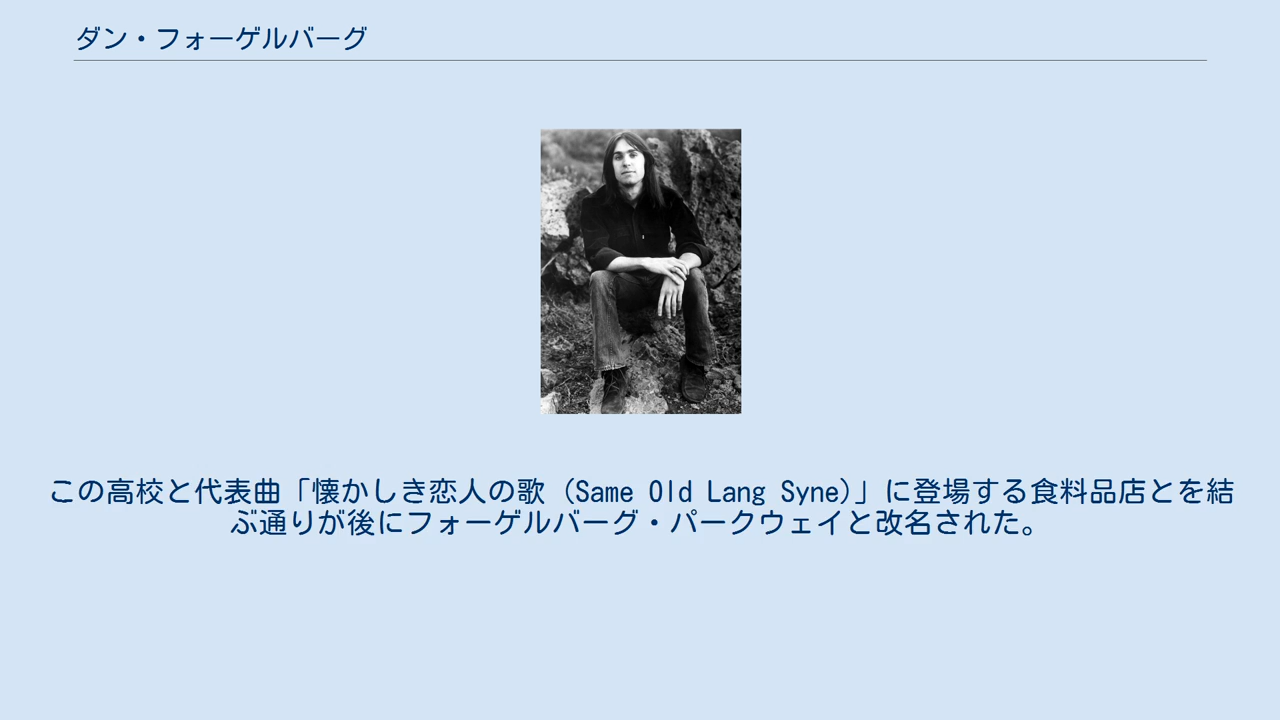 ダン・フォーゲルバーグ
この高校と代表曲「懐かしき恋人の歌（Same Old Lang Syne)」に登場する食料品店とを結
ぶ通りが後にフォーゲルバーグ・パークウェイと改名された。